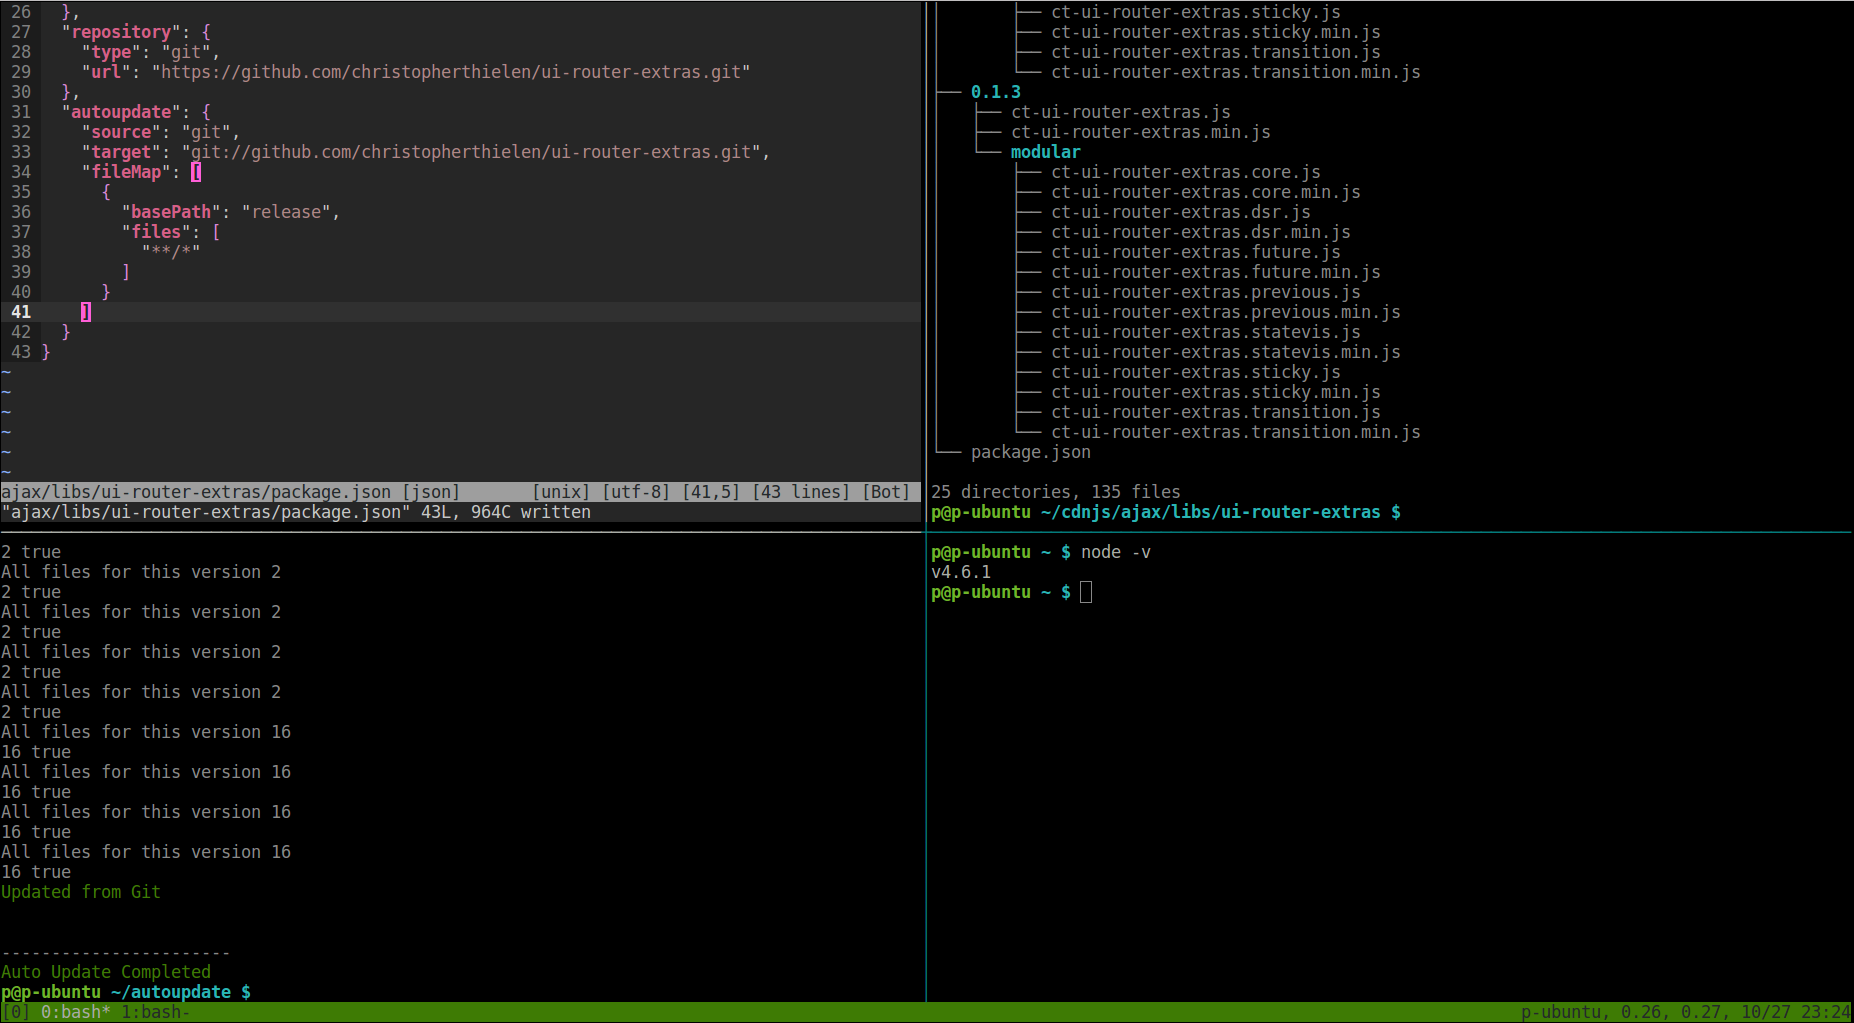 26   },
27   "repository": {
28     "type": "git",
29     "url": "https://github.com/christopherthielen/ui-router-extras.git"
30   },
31   "autoupdate": {
32     "source": "git",
33     "target": "git://github.com/christopherthielen/ui-router-extras.git",
34     "fileMap": [
35       {
36         "basePath": "release",
37         "files": [
38           "**/*"
39         ]
40       }
41     ]
42   }
43 }
~
~
~
~
~
~
ajax/libs/ui-router-extras/package.json [json]       [unix] [utf-8] [41,5] [43 lines] [Bot]
"ajax/libs/ui-router-extras/package.json" 43L, 964C written
│       ├── ct-ui-router-extras.sticky.js
│       ├── ct-ui-router-extras.sticky.min.js
│       ├── ct-ui-router-extras.transition.js
│       └── ct-ui-router-extras.transition.min.js
├── 0.1.3
│   ├── ct-ui-router-extras.js
│   ├── ct-ui-router-extras.min.js
│   └── modular
│       ├── ct-ui-router-extras.core.js
│       ├── ct-ui-router-extras.core.min.js
│       ├── ct-ui-router-extras.dsr.js
│       ├── ct-ui-router-extras.dsr.min.js
│       ├── ct-ui-router-extras.future.js
│       ├── ct-ui-router-extras.future.min.js
│       ├── ct-ui-router-extras.previous.js
│       ├── ct-ui-router-extras.previous.min.js
│       ├── ct-ui-router-extras.statevis.js
│       ├── ct-ui-router-extras.statevis.min.js
│       ├── ct-ui-router-extras.sticky.js
│       ├── ct-ui-router-extras.sticky.min.js
│       ├── ct-ui-router-extras.transition.js
│       └── ct-ui-router-extras.transition.min.js
└── package.json
25 directories, 135 files
p@p-ubuntu ~/cdnjs/ajax/libs/ui-router-extras $
2 true
All files for this version 2
2 true
All files for this version 2
2 true
All files for this version 2
2 true
All files for this version 2
2 true
All files for this version 16
16 true
All files for this version 16
16 true
All files for this version 16
16 true
All files for this version 16
16 true
Updated from Git
-----------------------
Auto Update Completed
p@p-ubuntu ~/autoupdate $
p@p-ubuntu ~ $ node -v
v4.6.1
p@p-ubuntu ~ $
[0] 0:bash* 1:bash-
p-ubuntu, 0.26, 0.27, 10/27 23:24